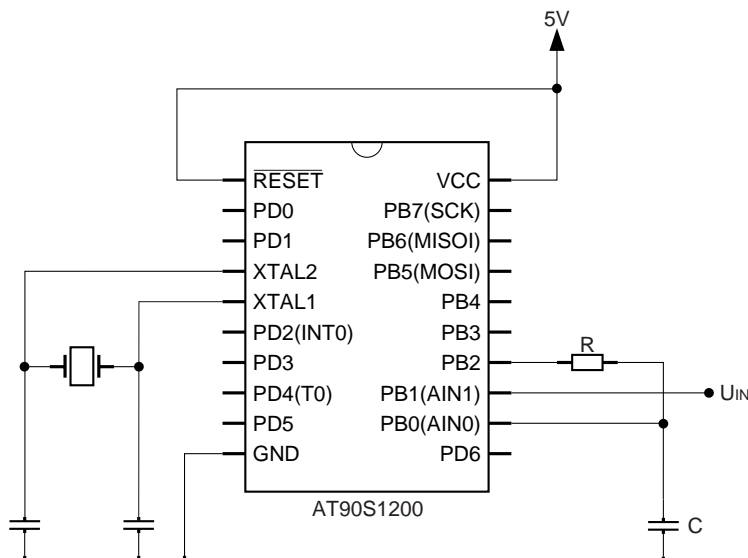 5V
RESET
VCC
PD0
PB7(SCK)
PD1
PB6(MISOI)
XTAL2
PB5(MOSI)
XTAL1
PB4
PD2(INT0)
PB3
PD3
PB2
R
PD4(T0)
PB1(AIN1)
UIN
PD5
PB0(AIN0)
GND
PD6
AT90S1200
C